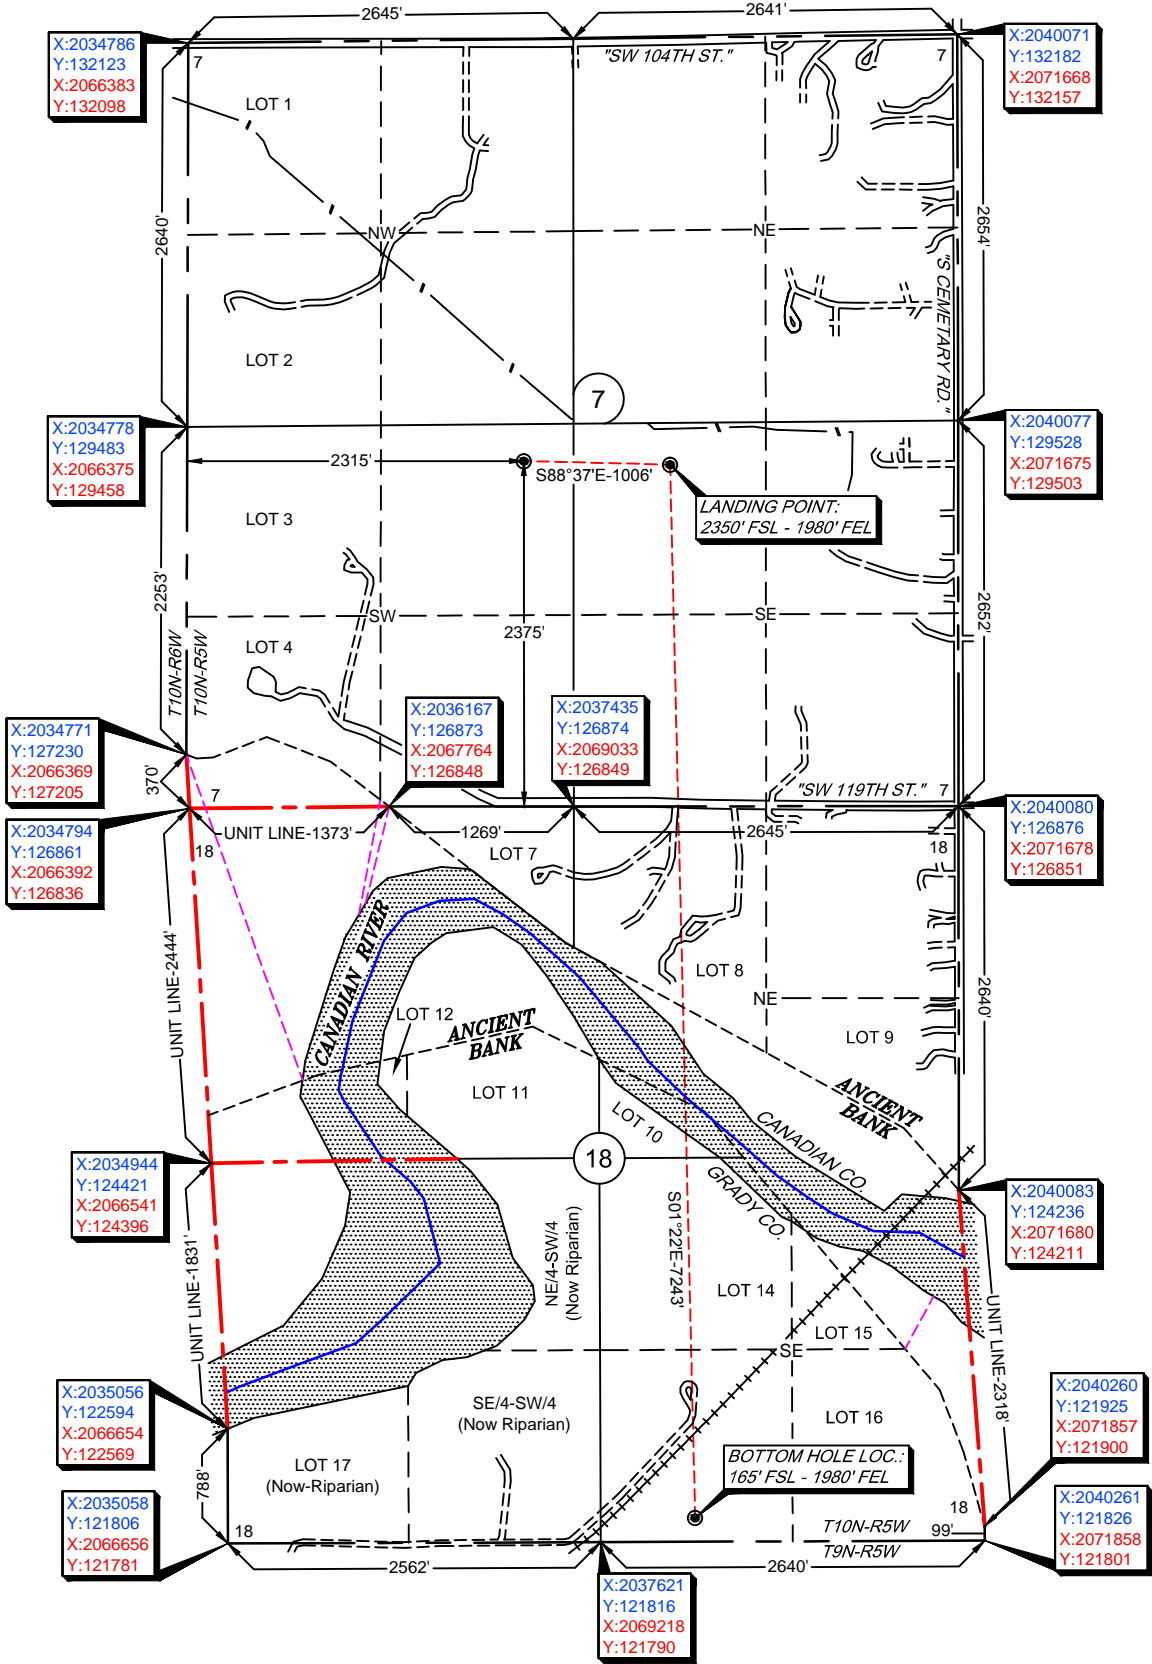 2645'
2641'
X:2034786
Y:132123
X:2066383
Y:132098
X:2040071
Y:132182
X:2071668
Y:132157
"SW 104TH ST."
7
7
LOT 1
2640'
2654'
NW
NE
"S CEMETARY RD."
LOT 2
7
X:2034778
Y:129483
X:2066375
Y:129458
X:2040077
Y:129528
X:2071675
Y:129503
2315'
S88°37'E-1006'
LANDING POINT:
2350' FSL - 1980' FEL
LOT 3
2253'
2652'
SW
SE
2375'
LOT 4
T10N-R6W
T10N-R5W
X:2036167
Y:126873
X:2067764
Y:126848
X:2037435
Y:126874
X:2069033
Y:126849
X:2034771
Y:127230
X:2066369
Y:127205
370'
7
"SW 119TH ST."
7
X:2034794
Y:126861
X:2066392
Y:126836
UNIT LINE-1373'
1269'
2645'
18
18
X:2040080
Y:126876
X:2071678
Y:126851
LOT 7
UNIT LINE-2444'
CANADIAN RIVER
LOT 8
NE
2640'
LOT 12
ANCIENT
BANK
LOT 9
LOT 11
LOT 10
ANCIENT
BANK
CANADIAN CO
GRADY CO.
18
X:2034944
Y:124421
X:2066541
Y:124396
X:2040083
Y:124236
X:2071680
Y:124211
UNIT LINE-1831'
NE/4-SW/4
(Now Riparian)
S01°22'E-7243'
LOT 14
LOT 15
SE
UNIT LINE-2318'
X:2035056
Y:122594
X:2066654
Y:122569
SE/4-SW/4
(Now Riparian)
LOT 16
X:2040260
Y:121925
X:2071857
Y:121900
BOTTOM HOLE LOC.:
165' FSL - 1980' FEL
LOT 17
(Now-Riparian)
788'
X:2035058
Y:121806
X:2066656
Y:121781
18
18
T10N-R5W
99'
T9N-R5W
X:2040261
Y:121826
X:2071858
Y:121801
2562'
2640'
X:2037621
Y:121816
X:2069218
Y:121790